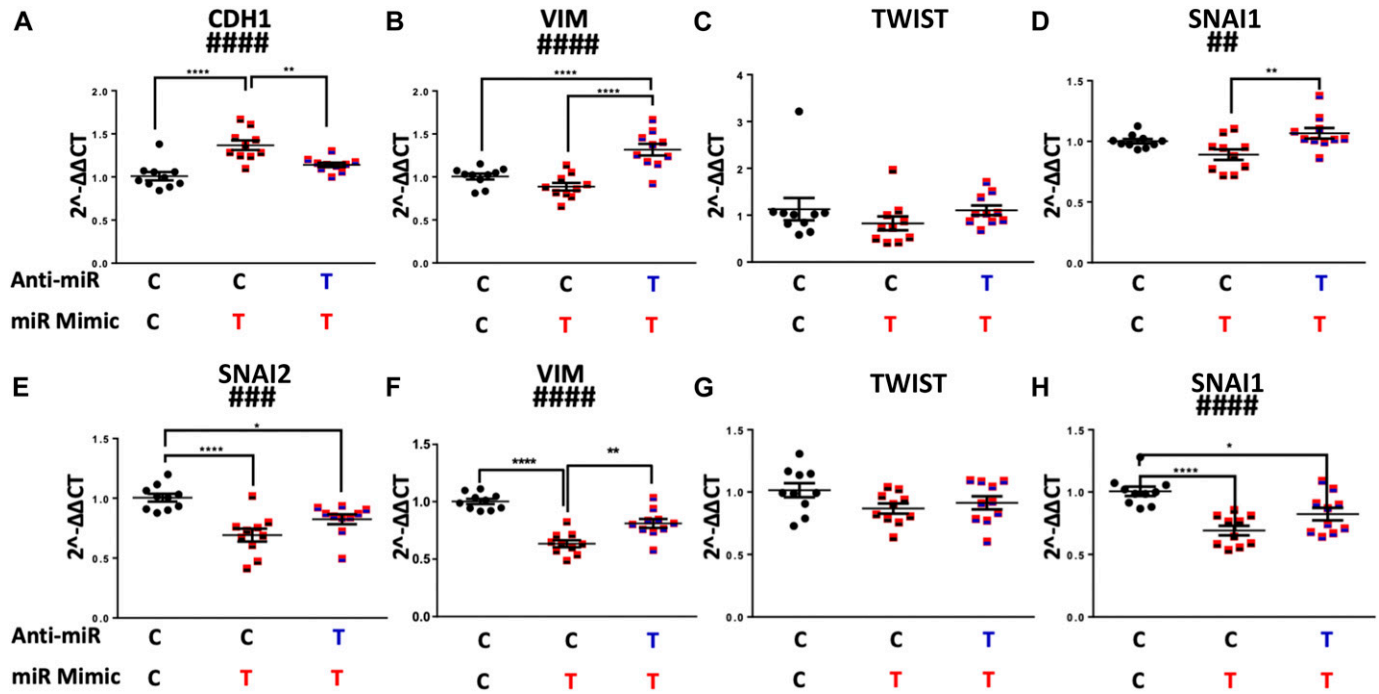 A CDH1 B VIM C TWIST D SNAI1
#### #### ##
**** ** **** **** **
2^-ΔΔCT 2.0 1.5 1.0 0.5 0.0
2^-ΔΔCT 2.0 1.5 1.0 0.5 0.0
2^-ΔΔCT 4 3 2 1 0
2^-ΔΔCT 1.5 1.0 0.5 0.0
Anti-miR C C T C C T C C T C C T
miR Mimic C T T C T T C T T C T T
E SNAI2 F VIM G TWIST H SNAI1
### #### ####
* **** **** ** * ****
2^-ΔΔCT 1.5 1.0 0.5 0.0
2^-ΔΔCT 1.5 1.0 0.5 0.0
2^-ΔΔCT 1.5 1.0 0.5 0.0
2^-ΔΔCT 1.5 1.0 0.5 0.0
Anti-miR C C T C C T C C T C C T
miR Mimic C T T C T T C T T C T T